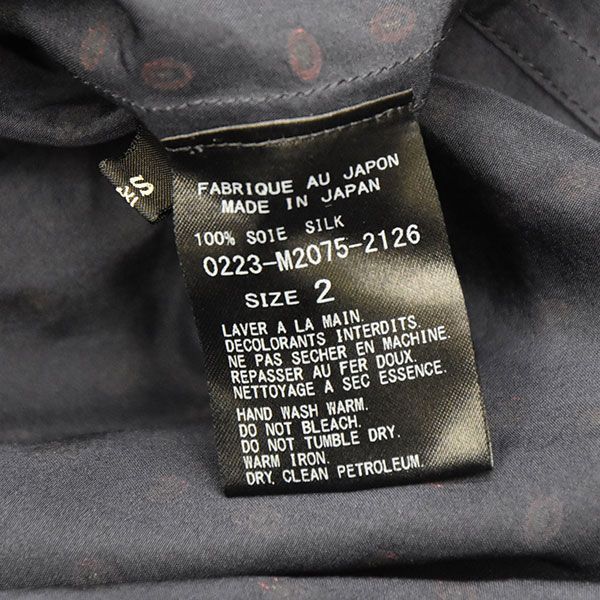 FABRIQUE AU JAPON
MADE IN JAPAN
100% SOIE SILK
0223-M2075-2126
SIZE 2
LAVER A LA MAIN.
DECOLORANTS INTERDITS.
NE PAS SECHER EN MACHINE.
REPASSER AU FER DOUX.
NETTOYAGE A SEC ESSENCE.
HAND WASH WARM.
DO NOT BLEACH.
DO NOT TUMBLE DRY.
WARM IRON.
DRY. CLEAN PETROLEUM.